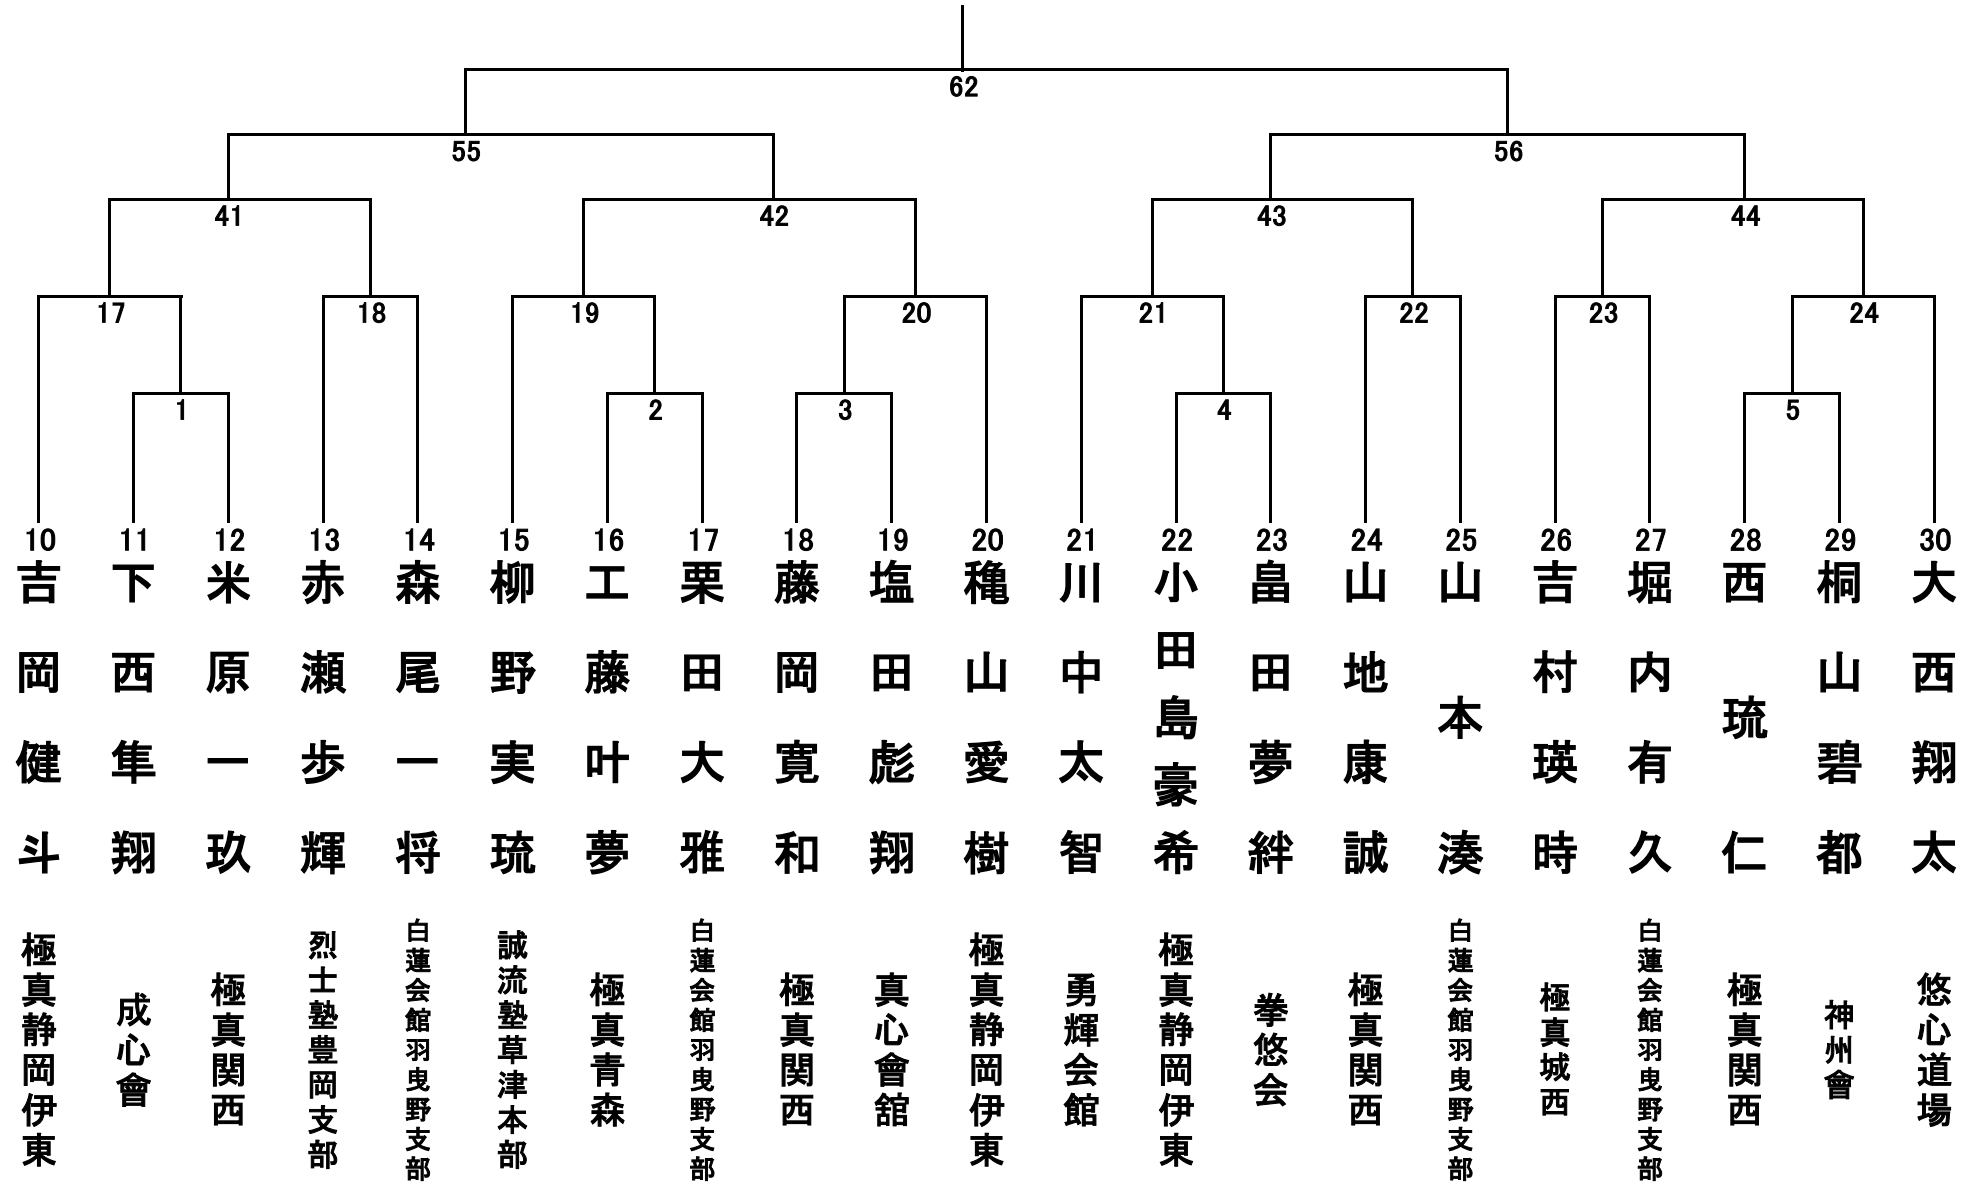 62
55
56
41
42
43
44
17
18
19
20
21
22
23
24
1
2
3
4
5
10
吉岡健斗
極真静岡伊東
11
下西隼翔
成心會
12
米原一玖
極真関西
13
赤瀬歩輝
烈士塾豊岡支部
14
森尾一将
白蓮会館羽曳野支部
15
柳野実琉
誠流塾草津本部
16
工藤叶夢
極真青森
17
栗田大雅
白蓮会館羽曳野支部
18
藤岡寛和
極真関西
19
塩田彪翔
真心會舘
20
穐山愛樹
極真静岡伊東
21
川中太智
勇輝会館
22
小田島豪希
極真静岡伊東
23
畠田夢絆
拳悠会
24
山地康誠
極真関西
25
山本湊
白蓮会館羽曳野支部
26
吉村瑛時
極真城西
27
堀内有久
白蓮会館羽曳野支部
28
西琉仁
極真関西
29
桐山碧都
神州會
30
大西翔太
悠心道場